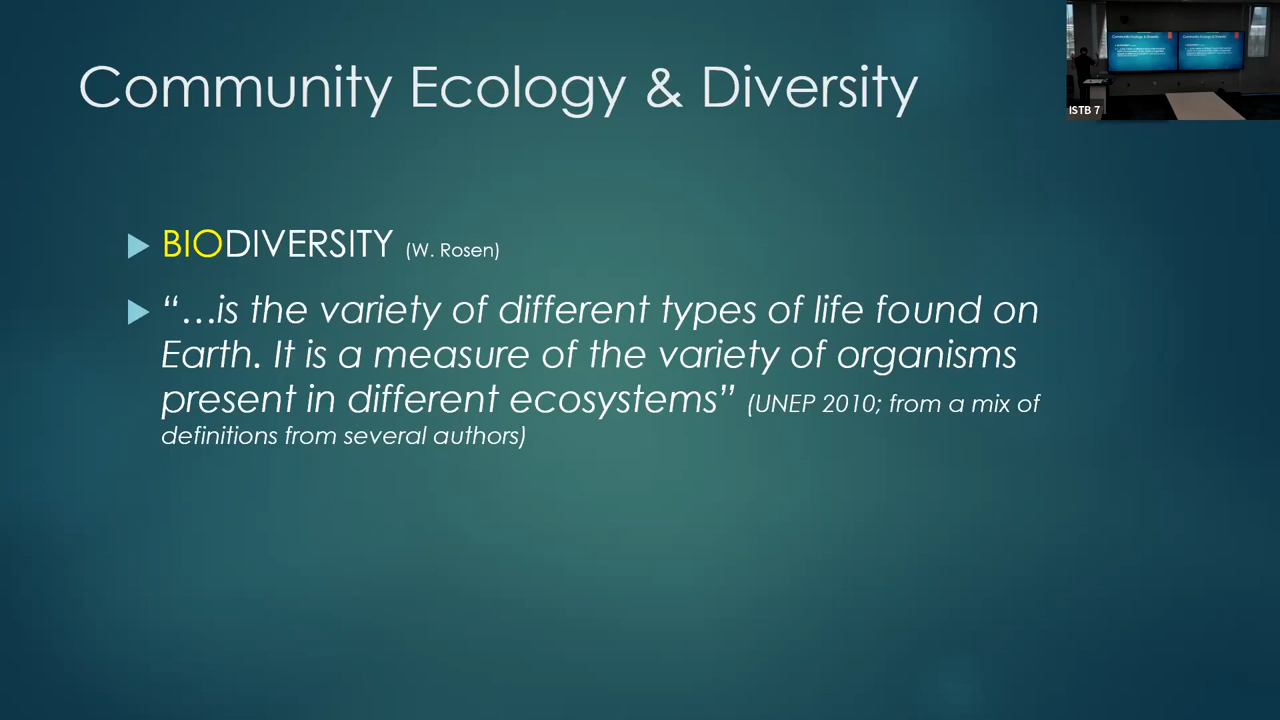 Community Ecology & Diversity
ISTB 7
BIODIVERSITY (W. Rosen)
“…is the variety of different types of life found on
Earth. It is a measure of the variety of organisms
present in different ecosystems” (UNEP 2010; from a mix of
definitions from several authors)